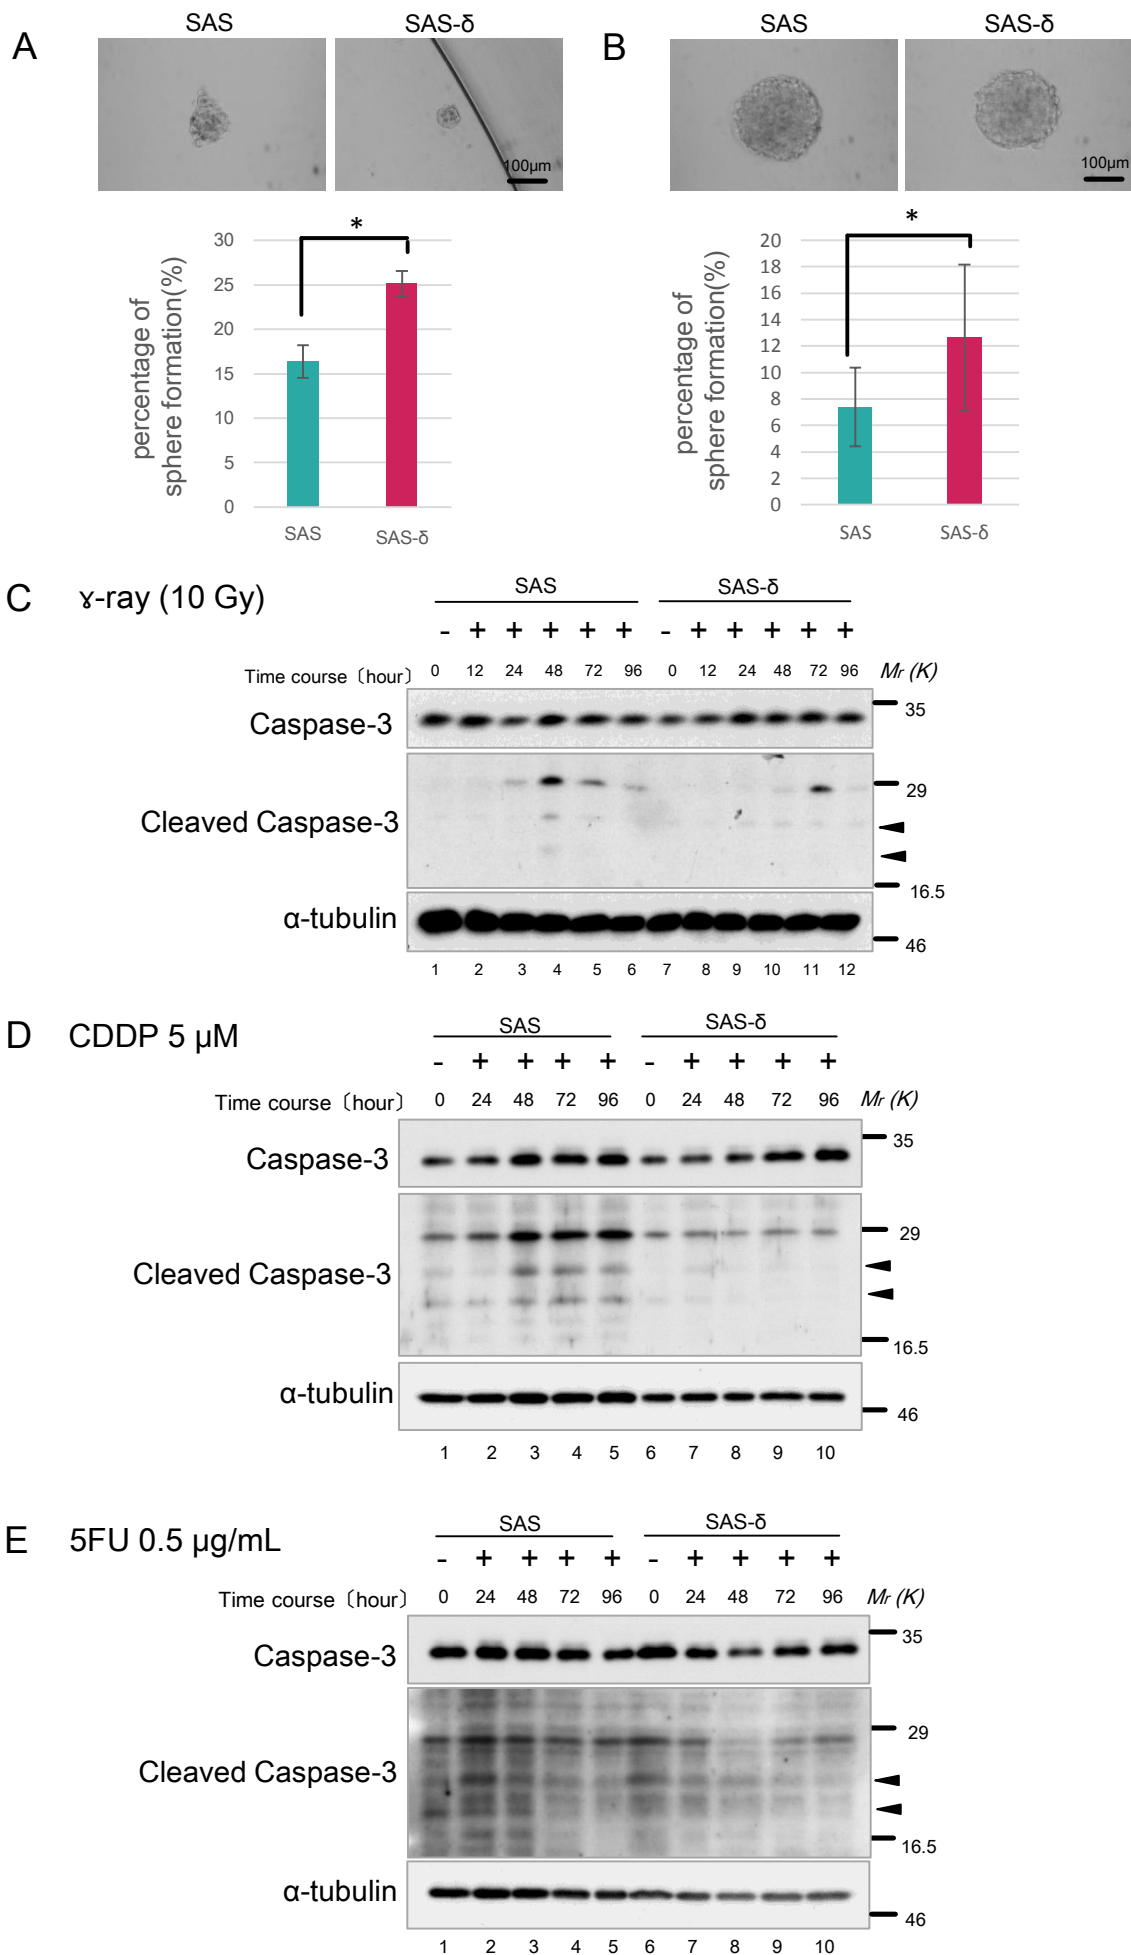 A
SAS SAS-δ
100μm
percentage of
sphere formation(%)
30
25
20
15
10
5
0
*
SAS SAS-δ
B
SAS SAS-δ
100μm
percentage of
sphere formation(%)
20
18
16
14
12
10
8
6
4
2
0
*
SAS SAS-δ
C ɤ-ray (10 Gy)
SAS SAS-δ
- + + + + + - + + + + +
Time course〔hour〕 0 12 24 48 72 96 0 12 24 48 72 96 Mr (K)
Caspase-3 35
Cleaved Caspase-3 29
16.5
α-tubulin 46
1 2 3 4 5 6 7 8 9 10 11 12
D CDDP 5 μM
SAS SAS-δ
- + + + + - + + + +
Time course〔hour〕 0 24 48 72 96 0 24 48 72 96 Mr (K)
Caspase-3 35
Cleaved Caspase-3 29
16.5
α-tubulin 46
1 2 3 4 5 6 7 8 9 10
E 5FU 0.5 μg/mL
SAS SAS-δ
- + + + + - + + + +
Time course〔hour〕 0 24 48 72 96 0 24 48 72 96 Mr (K)
Caspase-3 35
Cleaved Caspase-3 29
16.5
α-tubulin 46
1 2 3 4 5 6 7 8 9 10